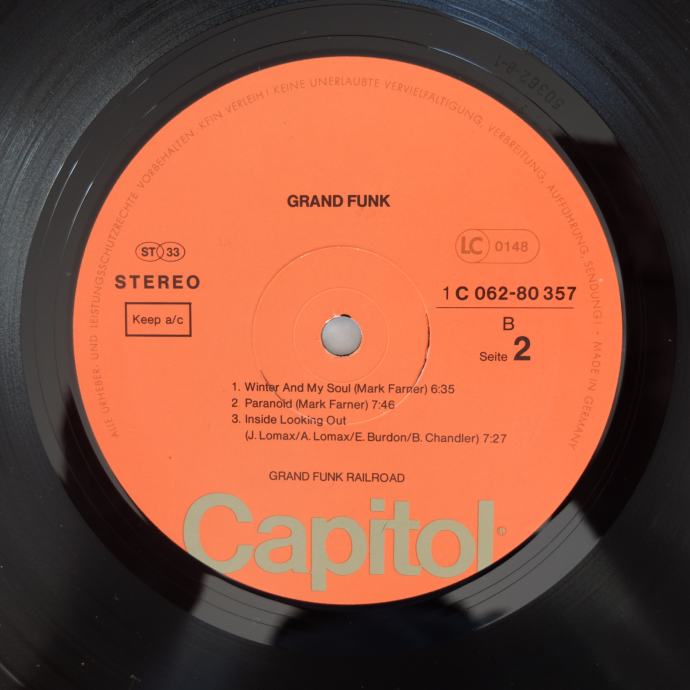 ALLE URHEBER- UND LEISTUNGSSCHUTZRECHTE VORBEHALTEN. KEIN VERLEIH! KEINE UNERLAUBTE VERVIELFÄLTIGUNG, VERBREITUNG, AUFFÜHRUNG, SENDUNG! • MADE IN GERMANY
50362-B-1
GRAND FUNK
ST 33
STEREO
Keep a/c
LC 0148
1 C 062-80 357
B
Seite 2
1. Winter And My Soul (Mark Farner) 6:35
2 Paranoid (Mark Farner) 7:46
3. Inside Looking Out
(J. Lomax/A. Lomax/E. Burdon/B. Chandler) 7:27
GRAND FUNK RAILROAD
Capitol®